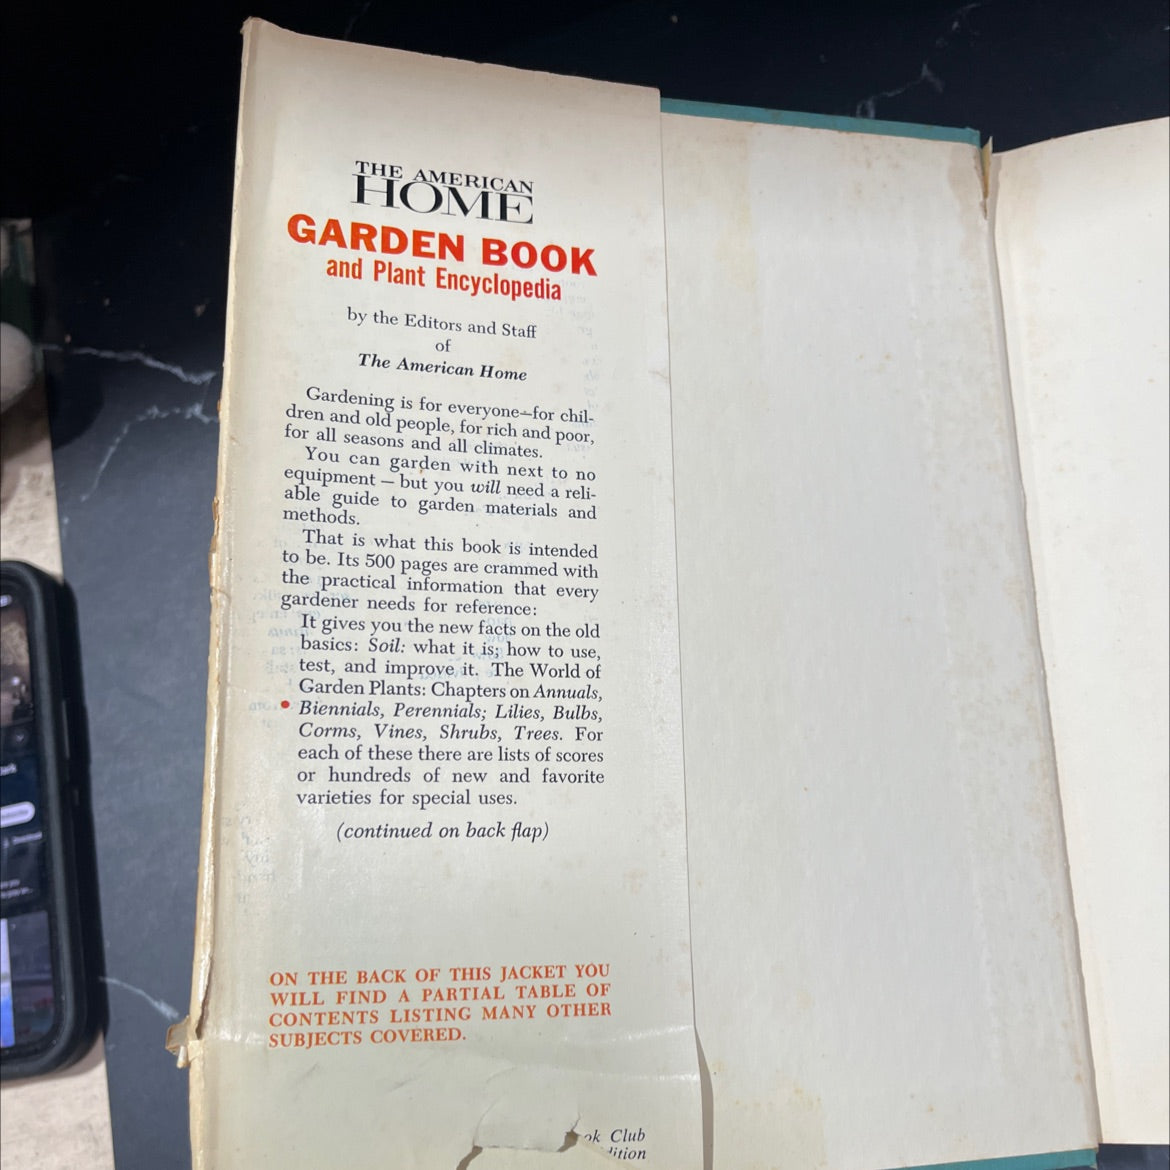 THE AMERICAN
HOME
GARDEN BOOK
and Plant Encyclopedia
by the Editors and Staff
of
The American Home
Gardening is for everyone—for chil-
dren and old people, for rich and poor,
for all seasons and all climates.
You can garden with next to no
equipment — but you will need a reli-
able guide to garden materials and
methods.
That is what this book is intended
to be. Its 500 pages are crammed with
the practical information that every
gardener needs for reference:
It gives you the new facts on the old
basics: Soil: what it is; how to use,
test, and improve it. The World of
Garden Plants: Chapters on Annuals,
• Biennials, Perennials; Lilies, Bulbs,
Corms, Vines, Shrubs, Trees. For
each of these there are lists of scores
or hundreds of new and favorite
varieties for special uses.
(continued on back flap)
ON THE BACK OF THIS JACKET YOU
WILL FIND A PARTIAL TABLE OF
CONTENTS LISTING MANY OTHER
SUBJECTS COVERED.
ok Club
dition